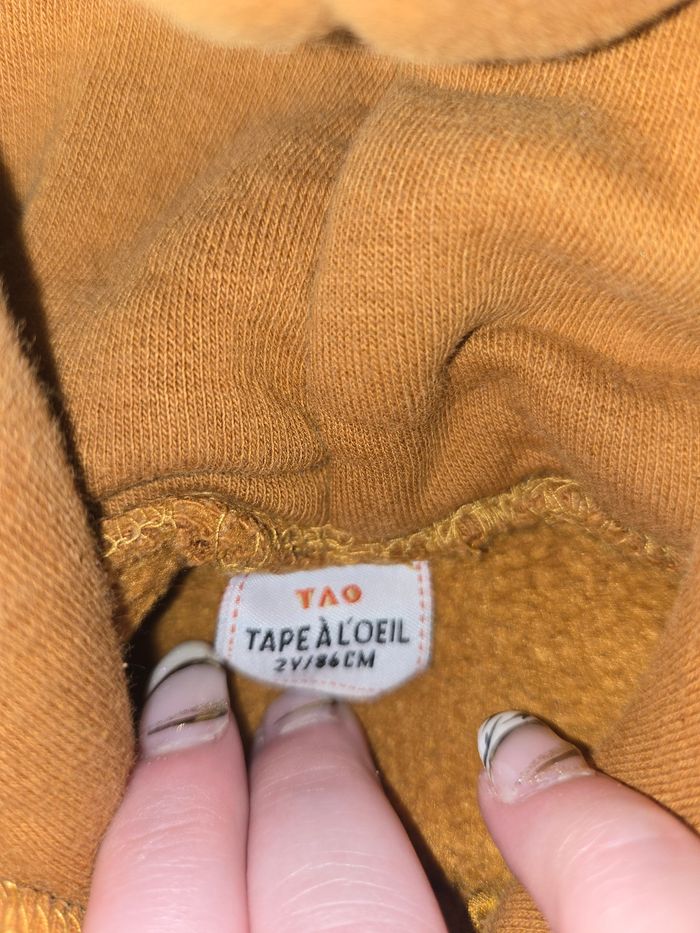 TAO
TAPE À L'OEIL
2Y/86CM